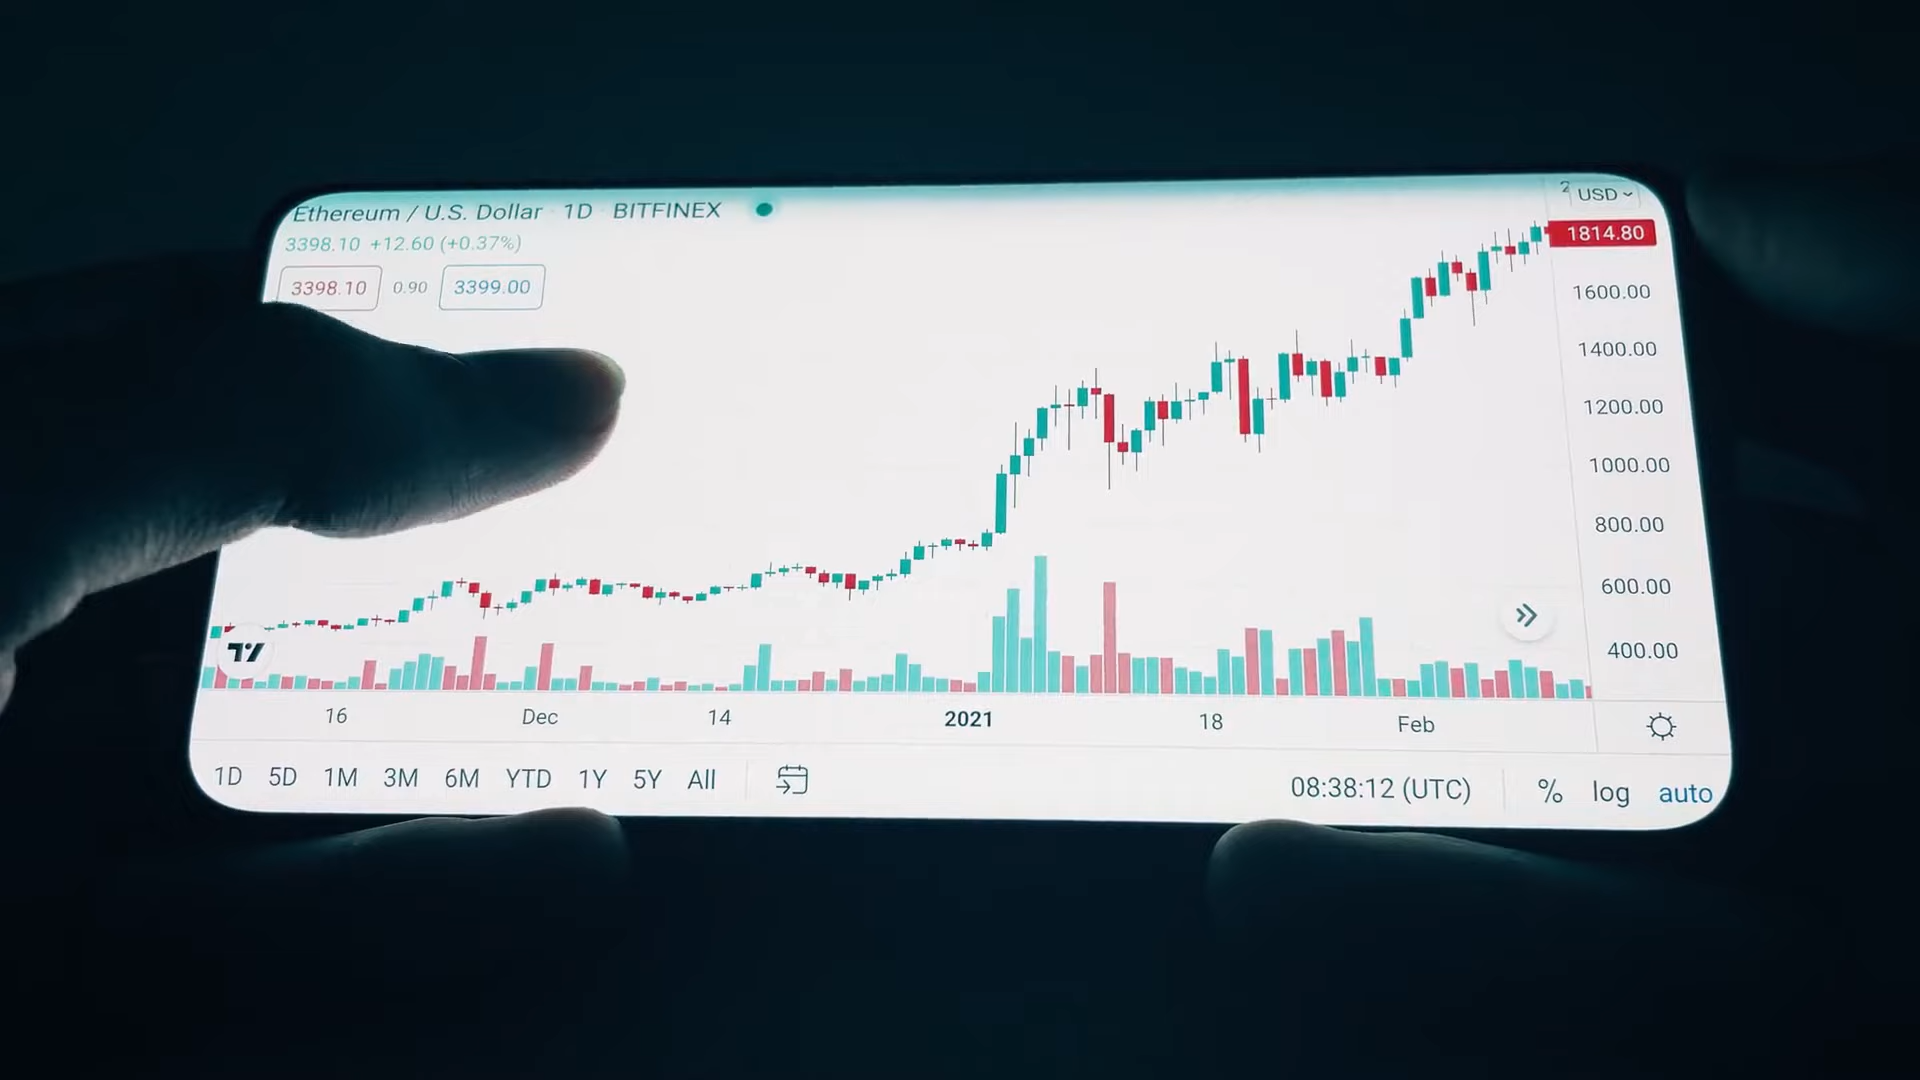 Ethereum / U.S. Dollar · 1D · BITFINEX
3398.10 +12.60 (+0.37%)
3398.10 0.90 3399.00
2 USD
1814.80
1600.00
1400.00
1200.00
1000.00
800.00
600.00
400.00
16 Dec 14 2021 18 Feb
1D 5D 1M 3M 6M YTD 1Y 5Y All
08:38:12 (UTC) % log auto